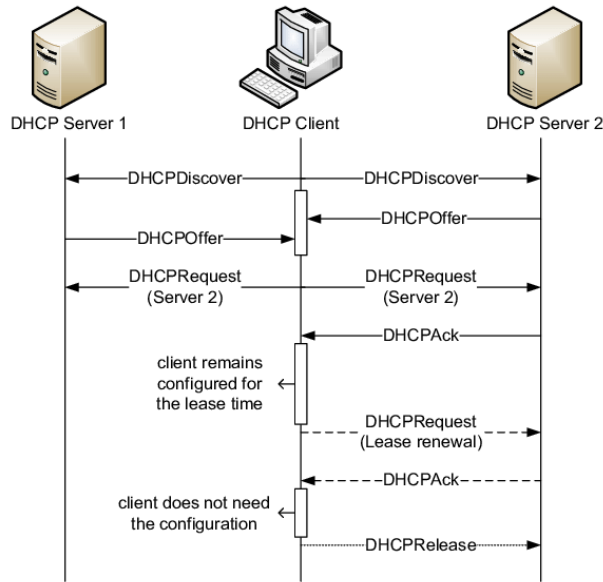 DHCP Server 1
DHCP Client
DHCP Server 2
DHCPDiscover
DHCPDiscover
DHCPOffer
DHCPOffer
DHCPRequest
(Server 2)
DHCPRequest
(Server 2)
DHCPAck
client remains
configured for
the lease time
DHCPRequest
(Lease renewal)
DHCPAck
client does not need
the configuration
DHCPRelease